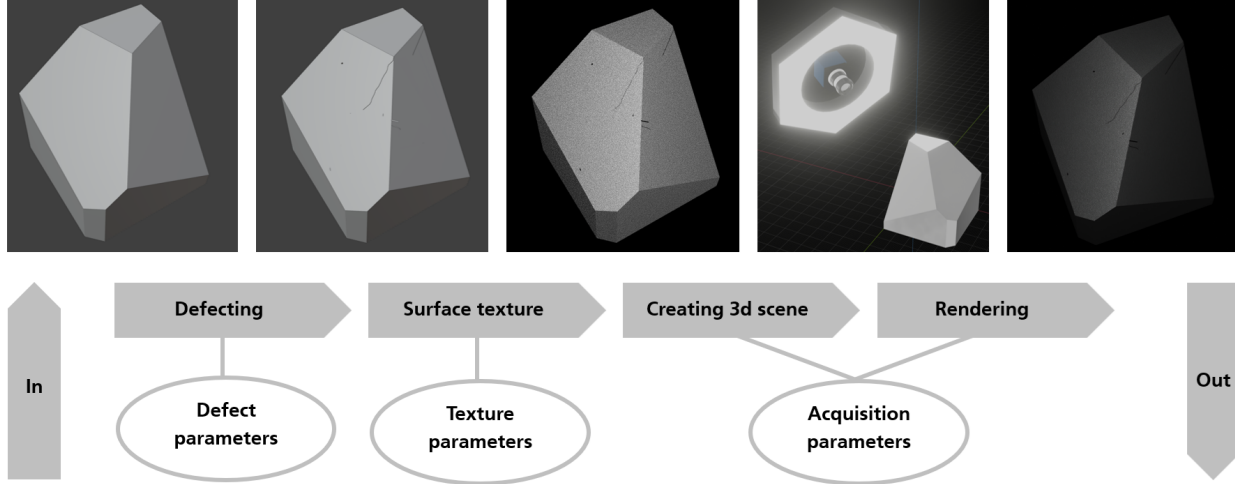 Defecting
Surface texture
Creating 3d scene
Rendering
In
Out
Defect
parameters
Texture
parameters
Acquisition
parameters